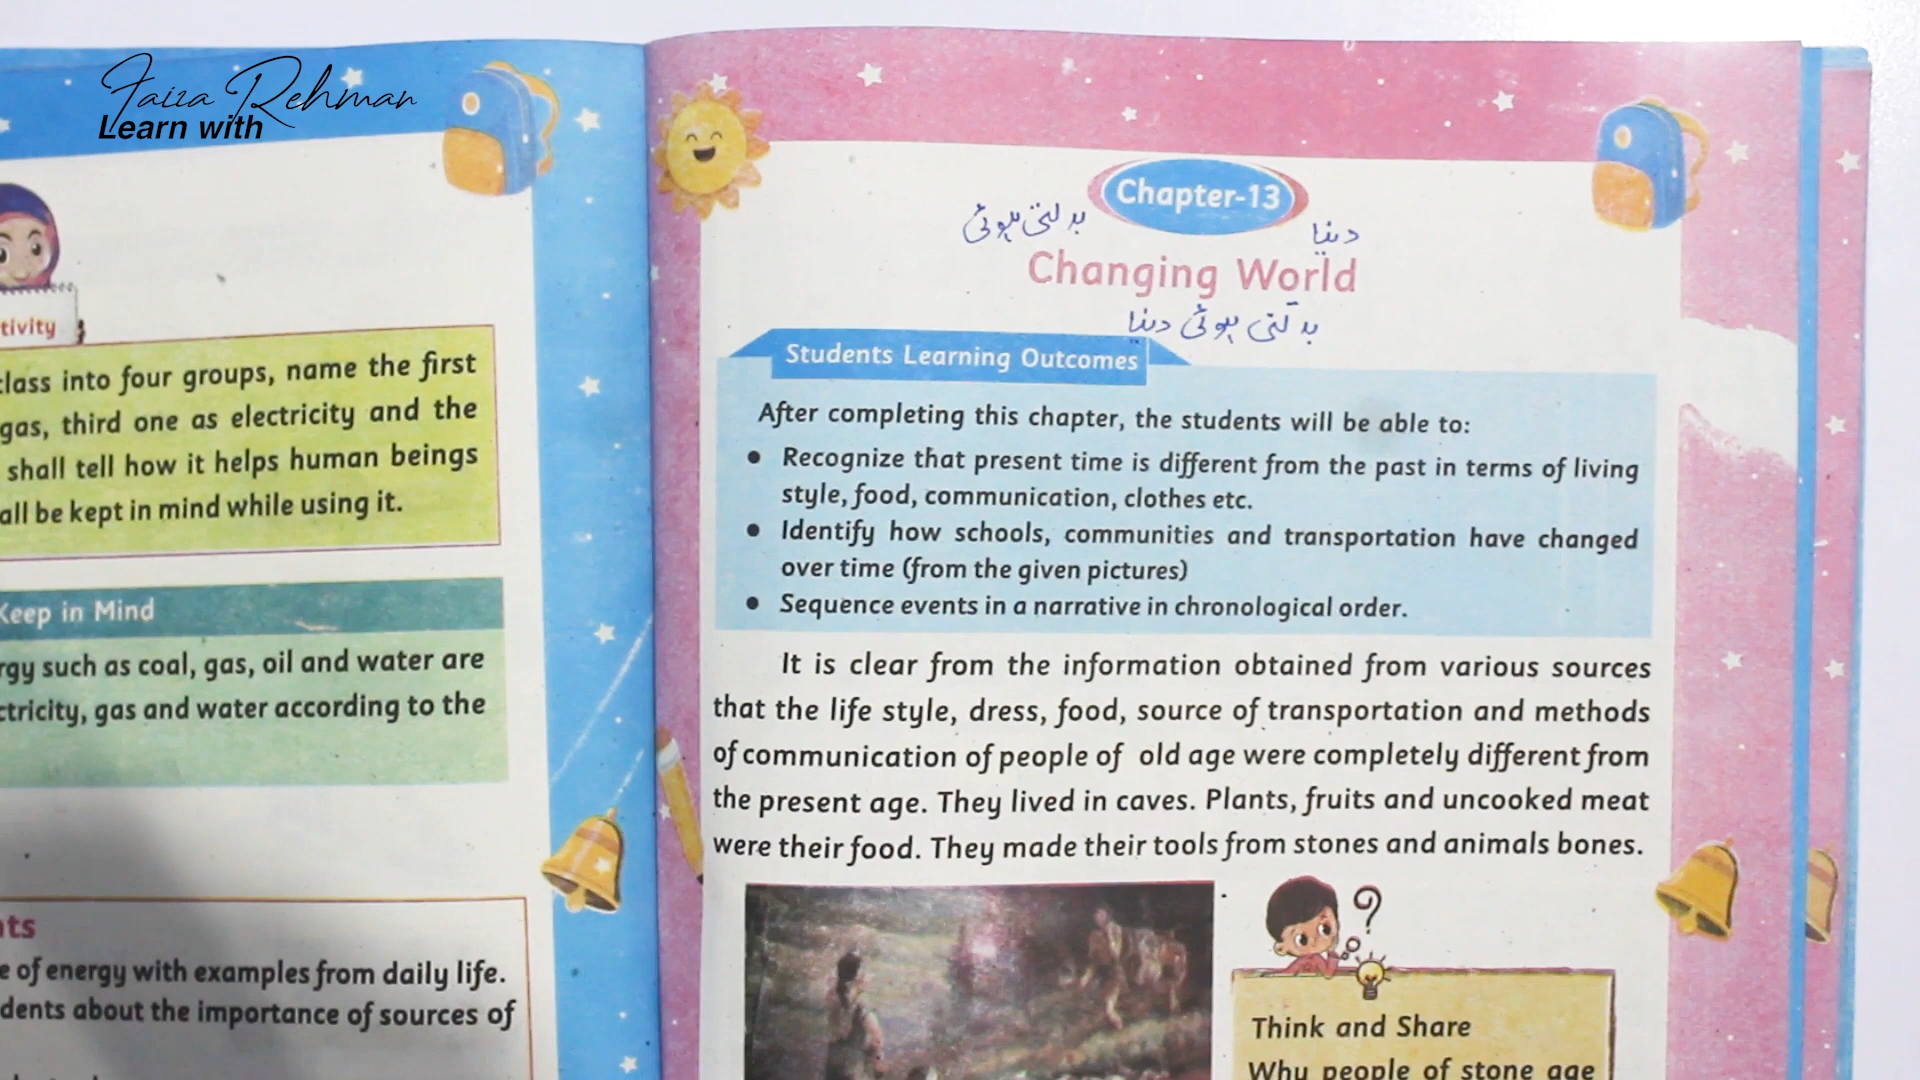 Faiza Rehman
Learn with
tivity
class into four groups, name the first
gas, third one as electricity and the
shall tell how it helps human beings
all be kept in mind while using it.
Keep in Mind
rgy such as coal, gas, oil and water are
ctricity, gas and water according to the
nts
e of energy with examples from daily life.
dents about the importance of sources of
Chapter-13
بدلتی ہوئی دنیا
Changing World
بدلتی ہوئی دنیا
Students Learning Outcomes
After completing this chapter, the students will be able to:
• Recognize that present time is different from the past in terms of living
style, food, communication, clothes etc.
• Identify how schools, communities and transportation have changed
over time (from the given pictures)
• Sequence events in a narrative in chronological order.
It is clear from the information obtained from various sources
that the life style, dress, food, source of transportation and methods
of communication of people of old age were completely different from
the present age. They lived in caves. Plants, fruits and uncooked meat
were their food. They made their tools from stones and animals bones.
?
Think and Share
Why people of stone age